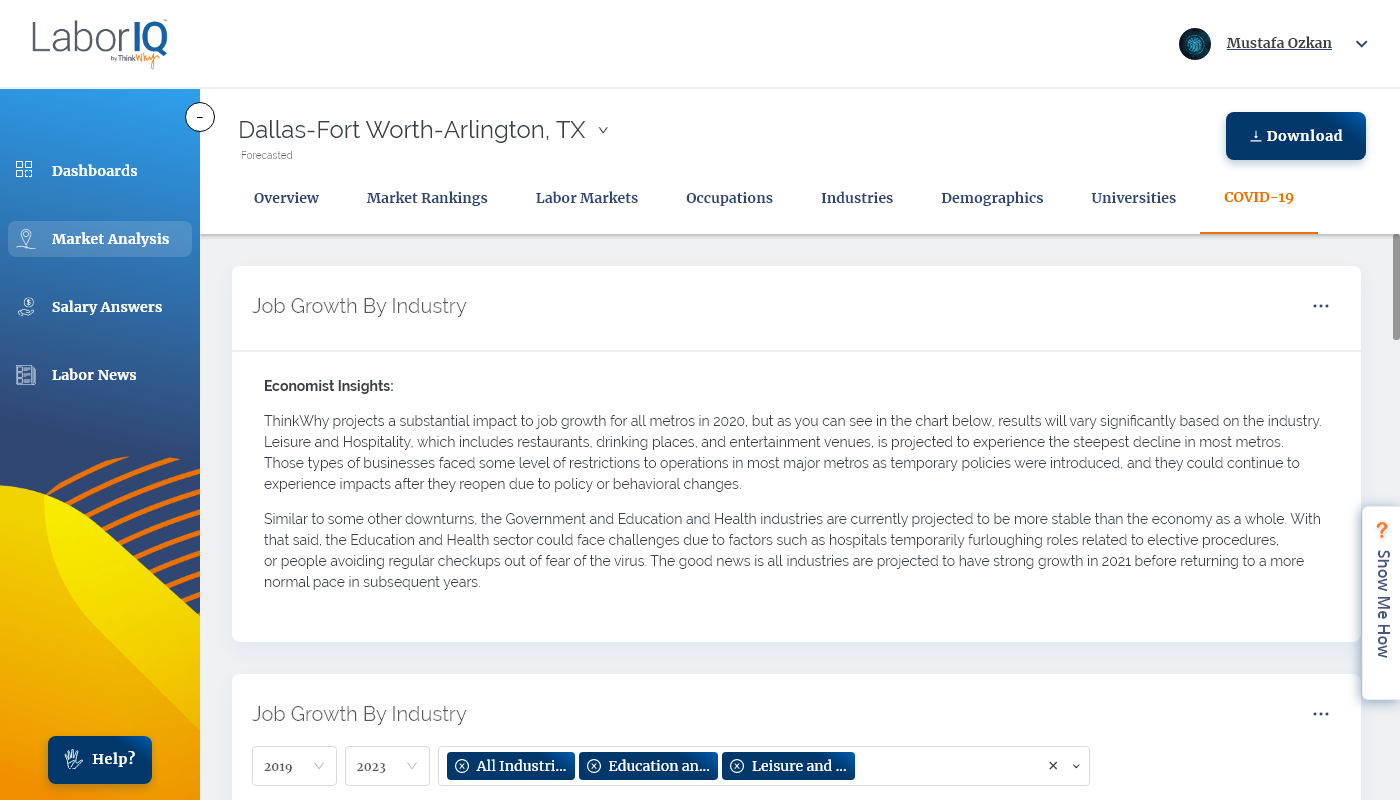 LaborIQ
by ThinkWhy
Mustafa Ozkan
Dashboards
Market Analysis
Salary Answers
Labor News
Help?
Dallas-Fort Worth-Arlington, TX
Forecasted
Download
Overview
Market Rankings
Labor Markets
Occupations
Industries
Demographics
Universities
COVID-19
Job Growth By Industry
Economist Insights:
ThinkWhy projects a substantial impact to job growth for all metros in 2020, but as you can see in the chart below, results will vary significantly based on the industry.
Leisure and Hospitality, which includes restaurants, drinking places, and entertainment venues, is projected to experience the steepest decline in most metros.
Those types of businesses faced some level of restrictions to operations in most major metros as temporary policies were introduced, and they could continue to
experience impacts after they reopen due to policy or behavioral changes.
Similar to some other downturns, the Government and Education and Health industries are currently projected to be more stable than the economy as a whole. With
that said, the Education and Health sector could face challenges due to factors such as hospitals temporarily furloughing roles related to elective procedures,
or people avoiding regular checkups out of fear of the virus. The good news is all industries are projected to have strong growth in 2021 before returning to a more
normal pace in subsequent years.
? Show Me How
Job Growth By Industry
2019
2023
All Industri...
Education an...
Leisure and ...